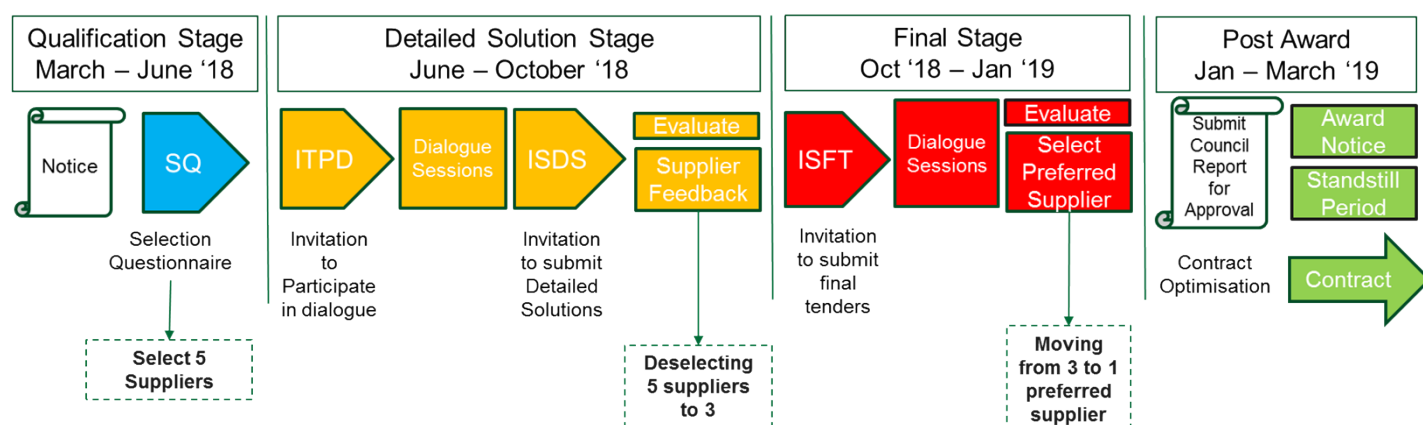 Qualification Stage
March – June ‘18
Detailed Solution Stage
June – October ‘18
Final Stage
Oct ‘18 – Jan ‘19
Post Award
Jan – March ‘19
Notice
SQ
Selection
Questionnaire
Select 5
Suppliers
ITPD
Invitation
to
Participate
in dialogue
Dialogue
Sessions
ISDS
Invitation
to submit
Detailed
Solutions
Evaluate
Supplier
Feedback
Deselecting
5 suppliers
to 3
ISFT
Invitation
to submit
final
tenders
Dialogue
Sessions
Evaluate
Select
Preferred
Supplier
Moving
from 3 to 1
preferred
supplier
Submit
Council
Report
for
Approval
Contract
Optimisation
Award
Notice
Standstill
Period
Contract